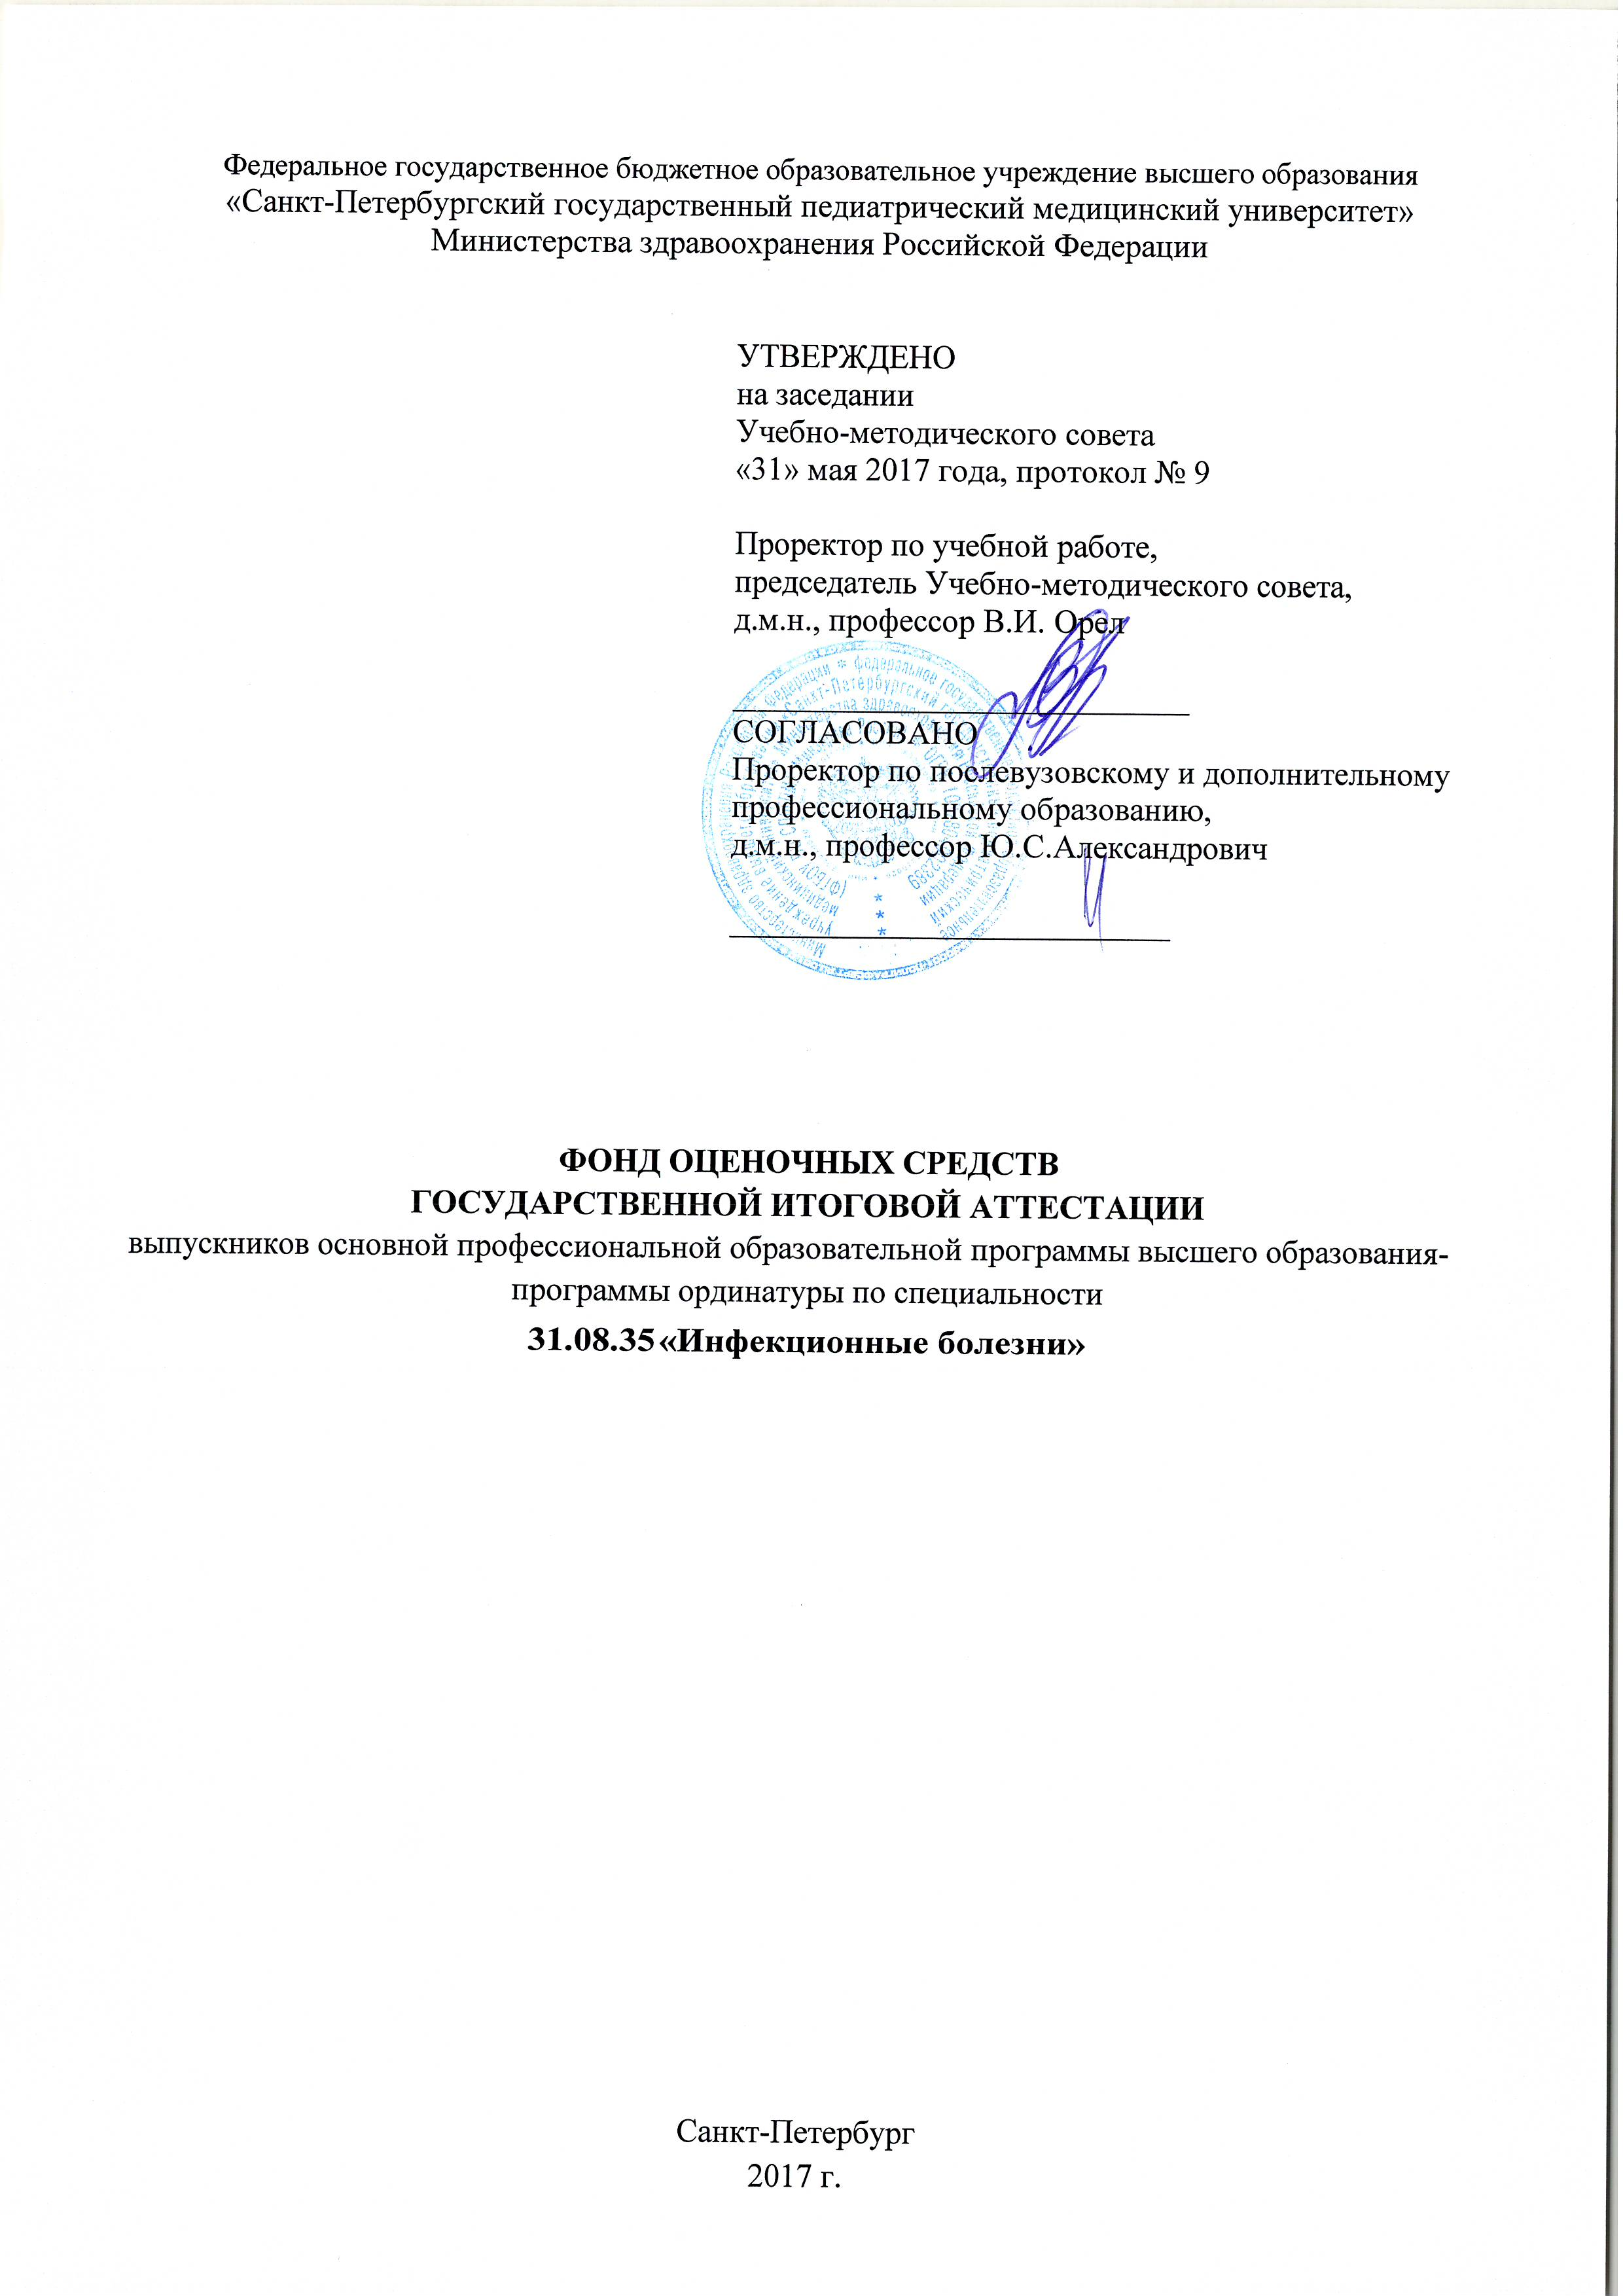 Федеральное государственное бюджетное образовательное учреждение высшего образования
«Санкт-Петербургский государственный педиатрический медицинский университет»
Министерства здравоохранения Российской Федерации
УТВЕРЖДЕНО
на заседании
Учебно-методического совета
«31» мая 2017 года, протокол № 9
Проректор по учебной работе,
председатель Учебно-методического совета,
д.м.н., профессор В.И. Орел
СОГЛАСОВАНО
Проректор по послевузовскому и дополнительному
профессиональному образованию,
д.м.н., профессор Ю.С.Александрович
ФОНД ОЦЕНОЧНЫХ СРЕДСТВ
ГОСУДАРСТВЕННОЙ ИТОГОВОЙ АТТЕСТАЦИИ
выпускников основной профессиональной образовательной программы высшего образования-
программы ординатуры по специальности
31.08.35 «Инфекционные болезни»
Санкт-Петербург
2017 г.